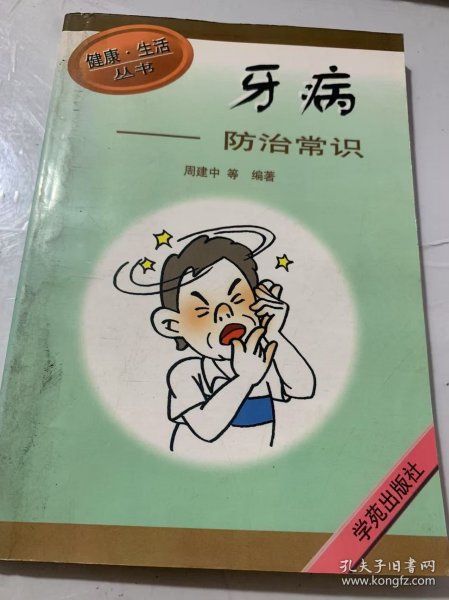 健康·生活
丛书
牙病
——防治常识
周建中 等 编著
学苑出版社
孔夫子旧书网
www.kongfz.com